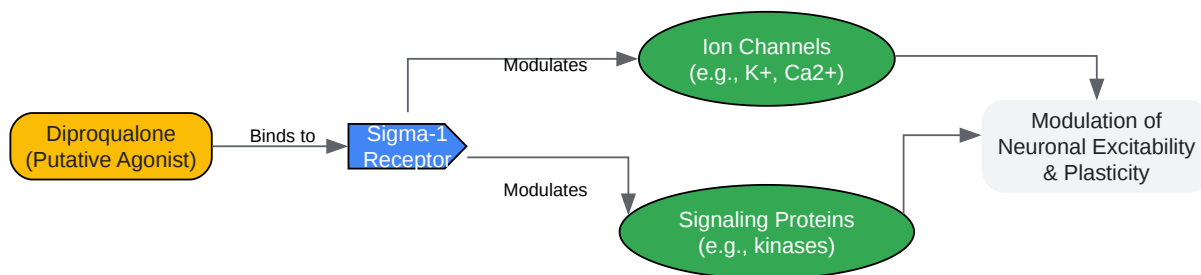 Diproqualone
(Putative Agonist)
Binds to
Sigma-1
Receptor
Modulates
Ion Channels
(e.g., K+, Ca2+)
Modulates
Signaling Proteins
(e.g., kinases)
Modulation of
Neuronal Excitability
& Plasticity